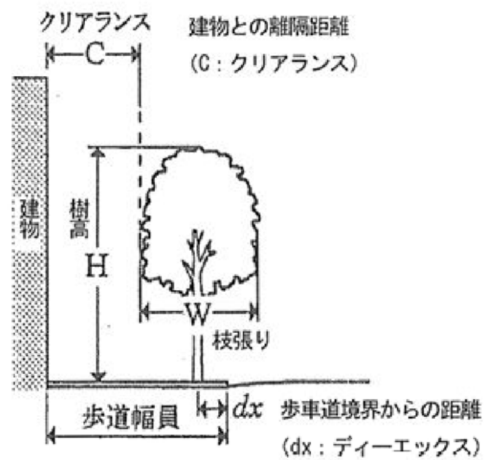 クリアランス
C
建物との離隔距離
(C：クリアランス)
建物
樹高
H
W
枝張り
歩道幅員
dx
歩車道境界からの距離
(dx：ディーエックス)